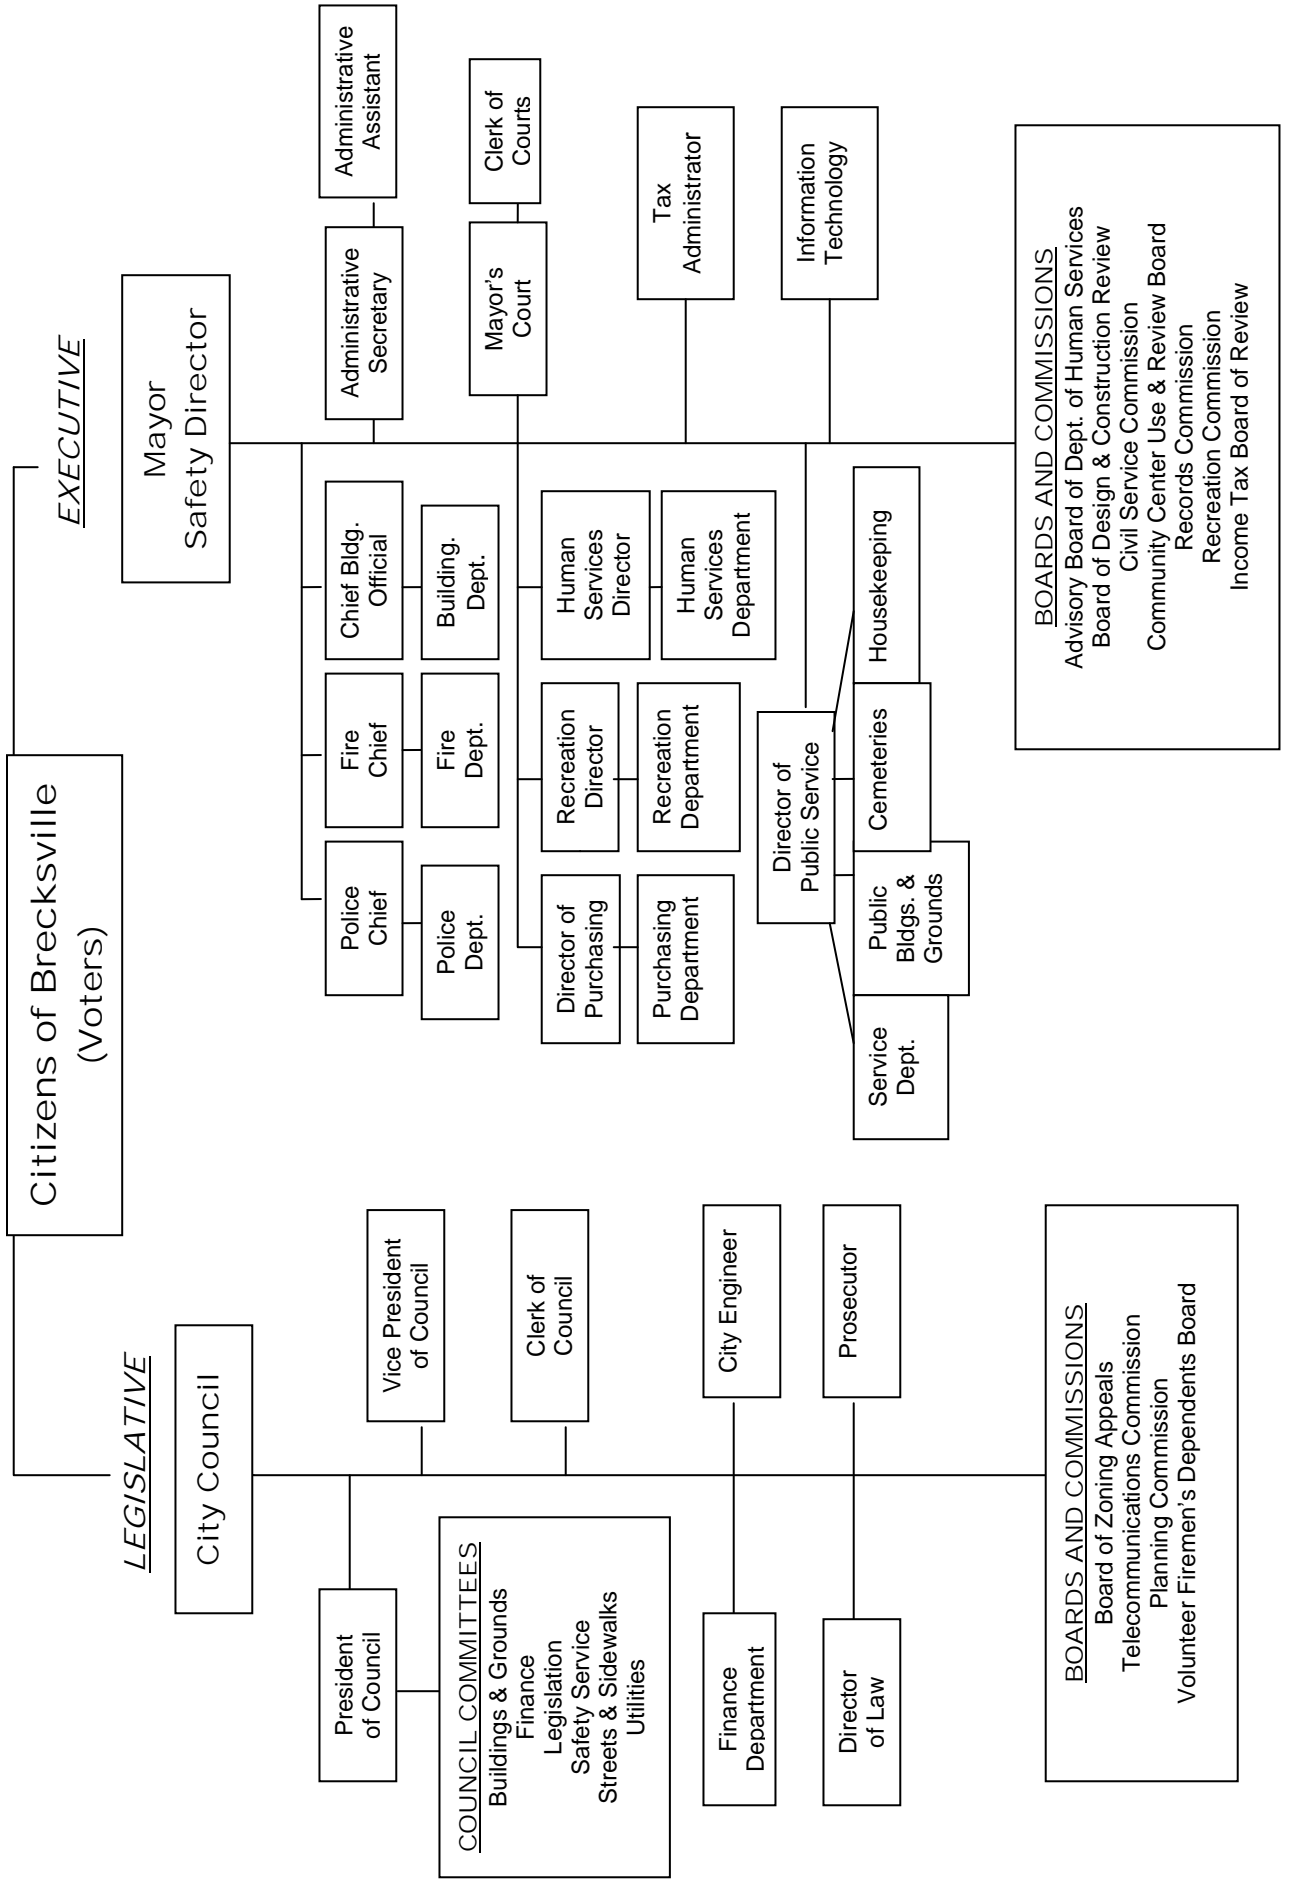 Citizens of Brecksville
(Voters)
LEGISLATIVE
City Council
President
of Council
Vice President
of Council
COUNCIL COMMITTEES
Buildings & Grounds
Finance
Legislation
Safety Service
Streets & Sidewalks
Utilities
Clerk of
Council
Finance
Department
City Engineer
Director
of Law
Prosecutor
BOARDS AND COMMISSIONS
Board of Zoning Appeals
Telecommunications Commission
Planning Commission
Volunteer Firemen's Dependents Board
EXECUTIVE
Mayor
Safety Director
Administrative
Secretary
Administrative
Assistant
Police
Chief
Fire
Chief
Chief Bldg.
Official
Police
Dept.
Fire
Dept.
Building.
Dept.
Mayor's
Court
Clerk of
Courts
Director of
Purchasing
Recreation
Director
Human
Services
Director
Purchasing
Department
Recreation
Department
Human
Services
Department
Tax
Administrator
Information
Technology
Director of
Public Service
Service
Dept.
Public
Bldgs. &
Grounds
Cemeteries
Housekeeping
BOARDS AND COMMISSIONS
Advisory Board of Dept. of Human Services
Board of Design & Construction Review
Civil Service Commission
Community Center Use & Review Board
Records Commission
Recreation Commission
Income Tax Board of Review